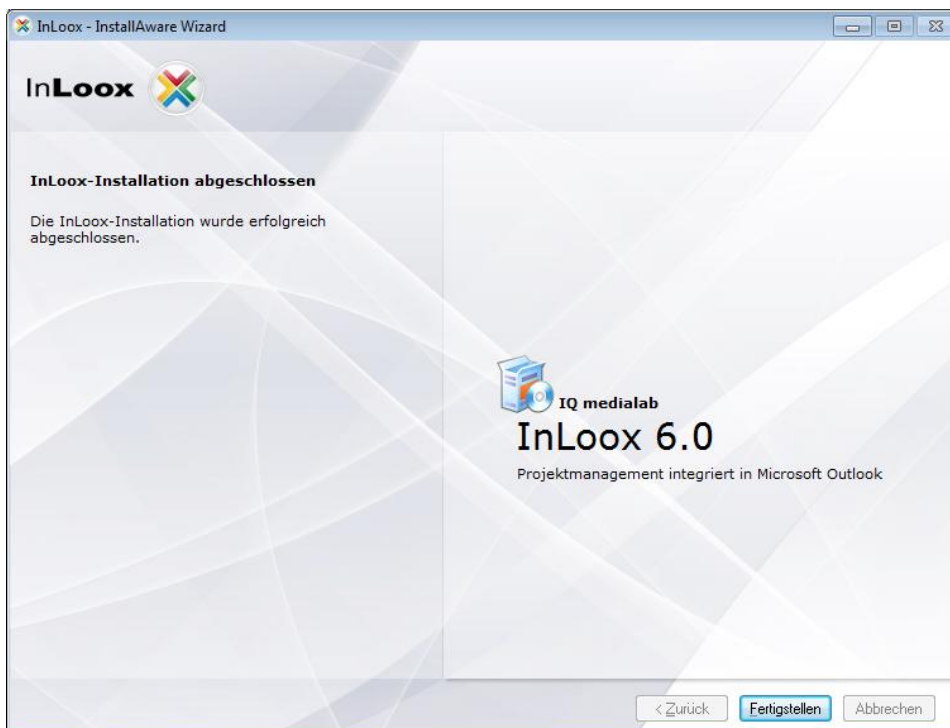 InLoox - InstallAware Wizard
InLoox
InLoox-Installation abgeschlossen
Die InLoox-Installation wurde erfolgreich
abgeschlossen.
IQ medialab
InLoox 6.0
Projektmanagement integriert in Microsoft Outlook
< Zurück Fertigstellen Abbrechen